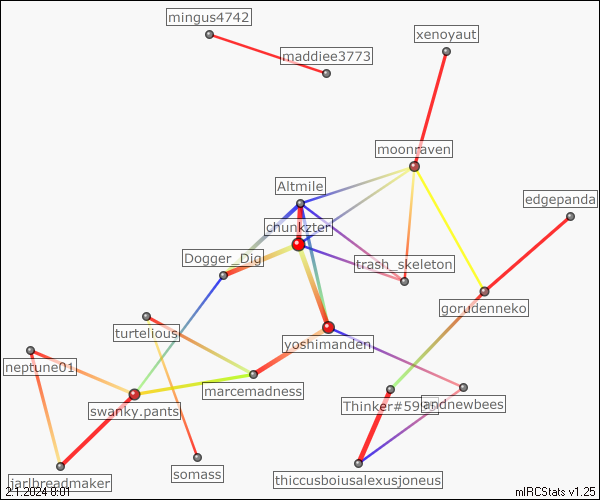 mingus4742
xenoyaut
maddiee3773
moonraven
Altmile
edgepanda
chunkzter
Dogger_Dig
trash_skeleton
gorudenneko
turtelious
yoshimanden
neptune01
marcemadness
swanky.pants
Thinker#59
andnewbees
jarlbreadmaker
somass
thiccusboiusalexusjoneus
2.1.2024 8:01
mIRCStats v1.25